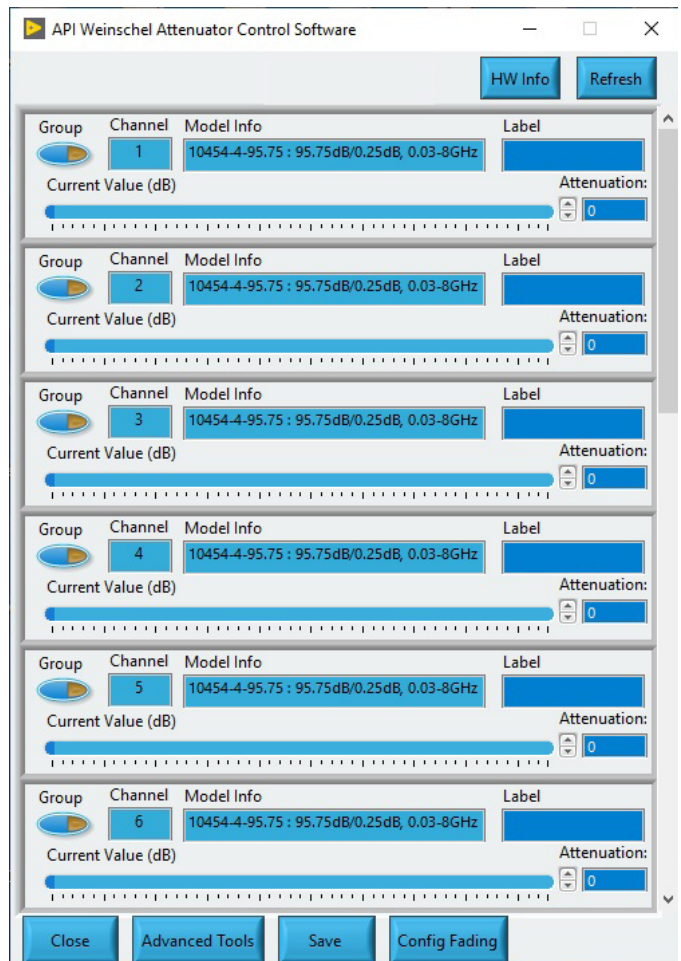 API Weinschel Attenuator Control Software
HW Info Refresh
Group Channel Model Info Label
1 10454-4-95.75 : 95.75dB/0.25dB, 0.03-8GHz
Current Value (dB) Attenuation:
0
Group Channel Model Info Label
2 10454-4-95.75 : 95.75dB/0.25dB, 0.03-8GHz
Current Value (dB) Attenuation:
0
Group Channel Model Info Label
3 10454-4-95.75 : 95.75dB/0.25dB, 0.03-8GHz
Current Value (dB) Attenuation:
0
Group Channel Model Info Label
4 10454-4-95.75 : 95.75dB/0.25dB, 0.03-8GHz
Current Value (dB) Attenuation:
0
Group Channel Model Info Label
5 10454-4-95.75 : 95.75dB/0.25dB, 0.03-8GHz
Current Value (dB) Attenuation:
0
Group Channel Model Info Label
6 10454-4-95.75 : 95.75dB/0.25dB, 0.03-8GHz
Current Value (dB) Attenuation:
0
Close Advanced Tools Save Config Fading